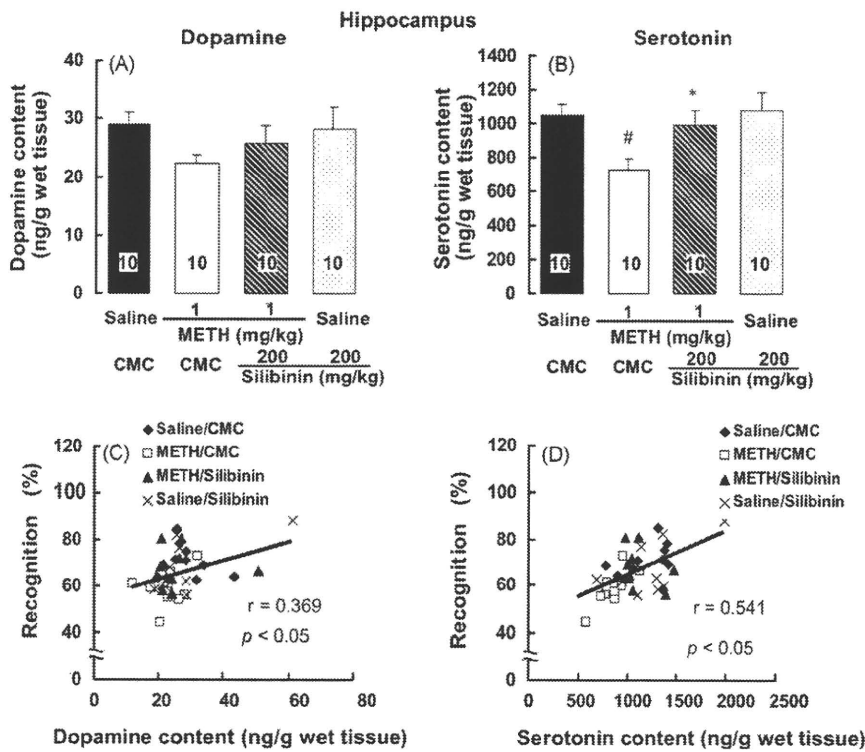 Hippocampus
Dopamine
Serotonin
(A)
Dopamine content
(ng/g wet tissue)
40
30
20
10
0
10
10
10
10
Saline
1
1
Saline
METH (mg/kg)
CMC
CMC
200
200
Silibinin (mg/kg)
(B)
Serotonin content
(ng/g wet tissue)
1400
1200
1000
800
600
400
200
0
#
*
10
10
10
10
Saline
1
1
Saline
METH (mg/kg)
CMC
CMC
200
200
Silibinin (mg/kg)
(C)
Recognition (%)
120
100
80
60
40
0
◆ Saline/CMC
□ METH/CMC
▲ METH/Silibinin
× Saline/Silibinin
r = 0.369
p < 0.05
0 20 40 60 80
Dopamine content (ng/g wet tissue)
(D)
Recognition (%)
120
100
80
60
40
0
◆ Saline/CMC
□ METH/CMC
▲ METH/Silibinin
× Saline/Silibinin
r = 0.541
p < 0.05
0 500 1000 1500 2000 2500
Serotonin content (ng/g wet tissue)